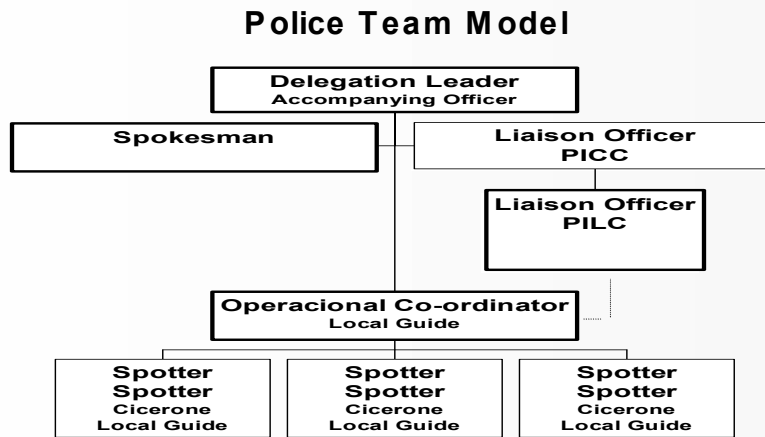 Police Team Model
Delegation Leader
Accompanying Officer
Spokesman
Liaison Officer
PICC
Liaison Officer
PILC
Operacional Co-ordinator
Local Guide
Spotter
Spotter
Cicerone
Local Guide
Spotter
Spotter
Cicerone
Local Guide
Spotter
Spotter
Cicerone
Local Guide